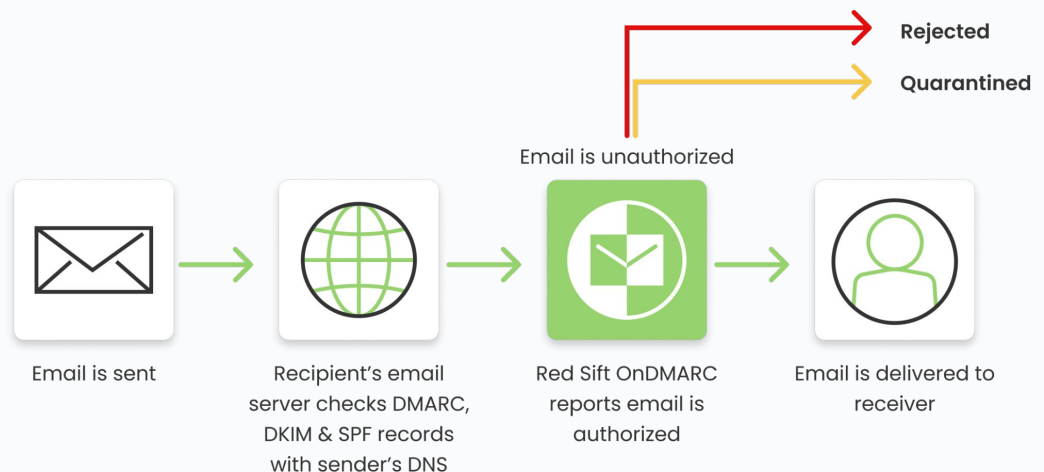 Rejected
Quarantined
Email is unauthorized
Email is sent
Recipient's email
server checks DMARC,
DKIM & SPF records
with sender's DNS
Red Sift OnDMARC
reports email is
authorized
Email is delivered to
receiver